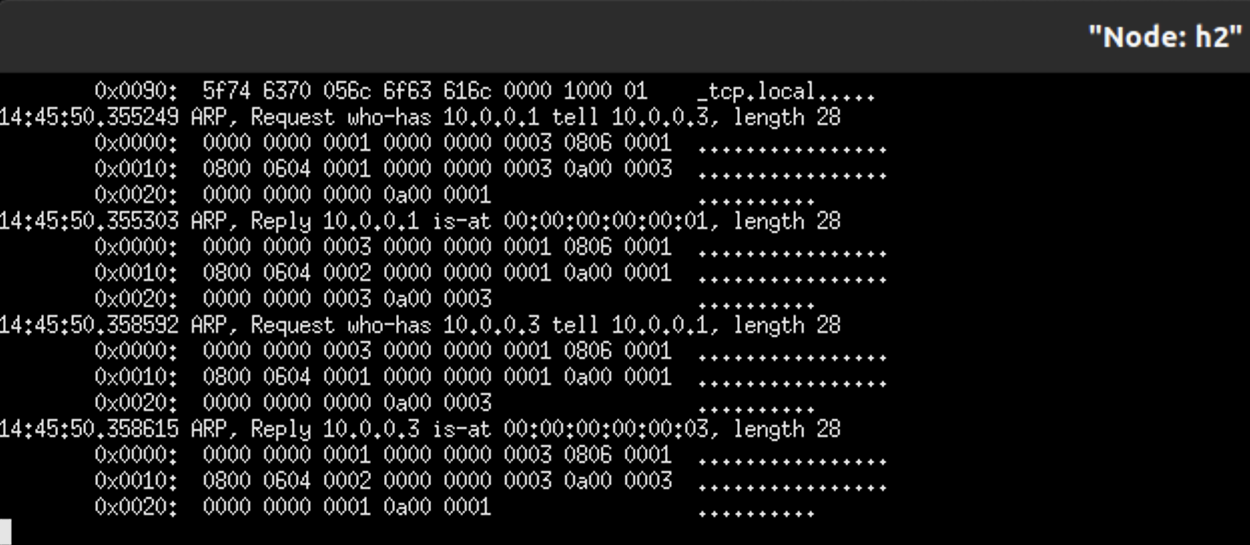 "Node: h2"
0x0090: 5f74 6370 056c 6f63 616c 0000 1000 01 _tcp.local.....
14:45:50.355249 ARP, Request who-has 10.0.0.1 tell 10.0.0.3, length 28
0x0000: 0000 0000 0001 0000 0000 0003 0806 0001 ................
0x0010: 0800 0604 0001 0000 0000 0003 0a00 0003 ................
0x0020: 0000 0000 0000 0a00 0001 ..........
14:45:50.355303 ARP, Reply 10.0.0.1 is-at 00:00:00:00:00:01, length 28
0x0000: 0000 0000 0003 0000 0000 0001 0806 0001 ................
0x0010: 0800 0604 0002 0000 0000 0001 0a00 0001 ................
0x0020: 0000 0000 0003 0a00 0003 ..........
14:45:50.358592 ARP, Request who-has 10.0.0.3 tell 10.0.0.1, length 28
0x0000: 0000 0000 0003 0000 0000 0001 0806 0001 ................
0x0010: 0800 0604 0001 0000 0000 0001 0a00 0001 ................
0x0020: 0000 0000 0000 0a00 0003 ..........
14:45:50.358615 ARP, Reply 10.0.0.3 is-at 00:00:00:00:00:03, length 28
0x0000: 0000 0000 0001 0000 0000 0003 0806 0001 ................
0x0010: 0800 0604 0002 0000 0000 0003 0a00 0003 ................
0x0020: 0000 0000 0001 0a00 0001 ..........